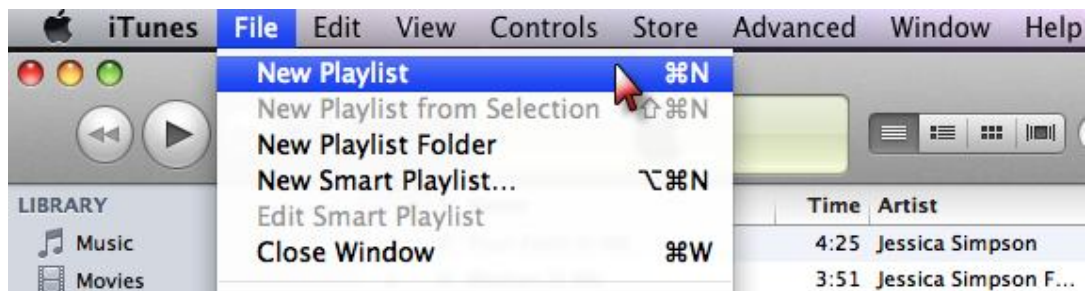 iTunes File Edit View Controls Store Advanced Window Help
New Playlist ⌘N
New Playlist from Selection ⇧⌘N
New Playlist Folder
New Smart Playlist... ⌥⌘N
Edit Smart Playlist
Close Window ⌘W
LIBRARY
Music
Movies
Time Artist
4:25 Jessica Simpson
3:51 Jessica Simpson F...